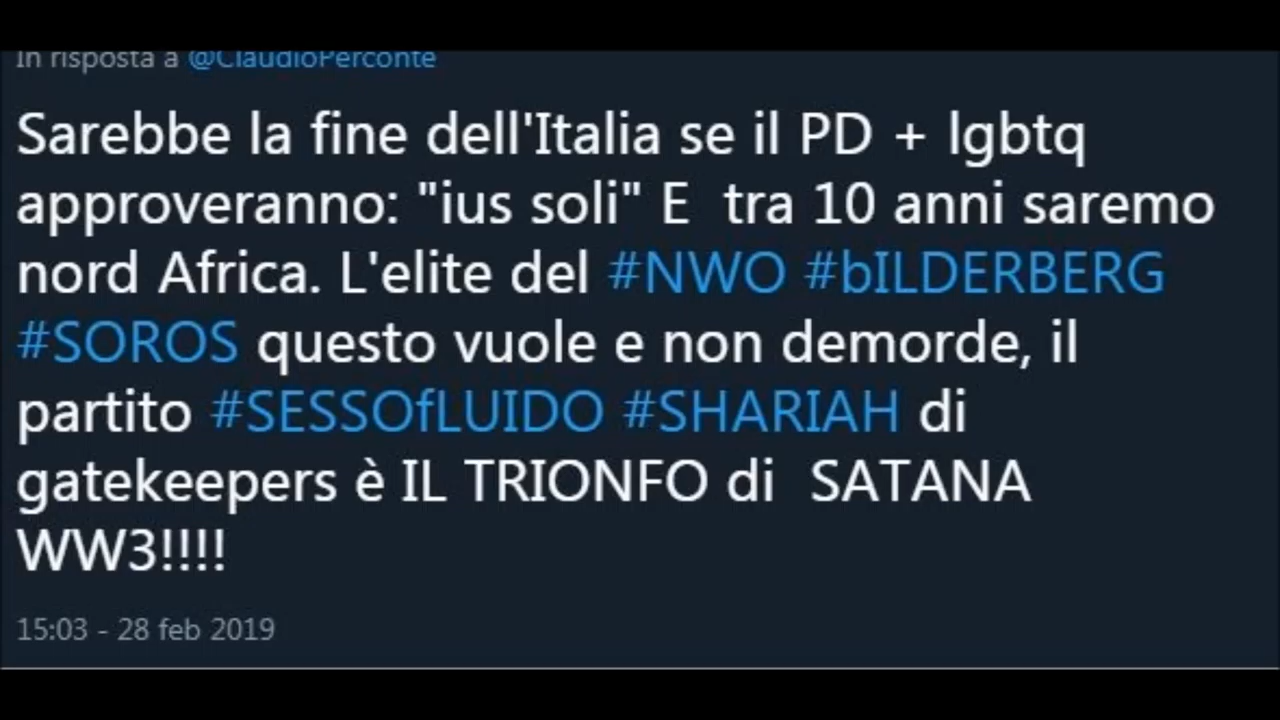 In risposta a @ClaudioPerconte
Sarebbe la fine dell'Italia se il PD + lgbtq
approveranno: "ius soli" E  tra 10 anni saremo
nord Africa. L'elite del #NWO #bILDERBERG
#SOROS questo vuole e non demorde, il
partito #SESSOfLUIDO #SHARIAH di
gatekeepers è IL TRIONFO di  SATANA
WW3!!!!
15:03 - 28 feb 2019